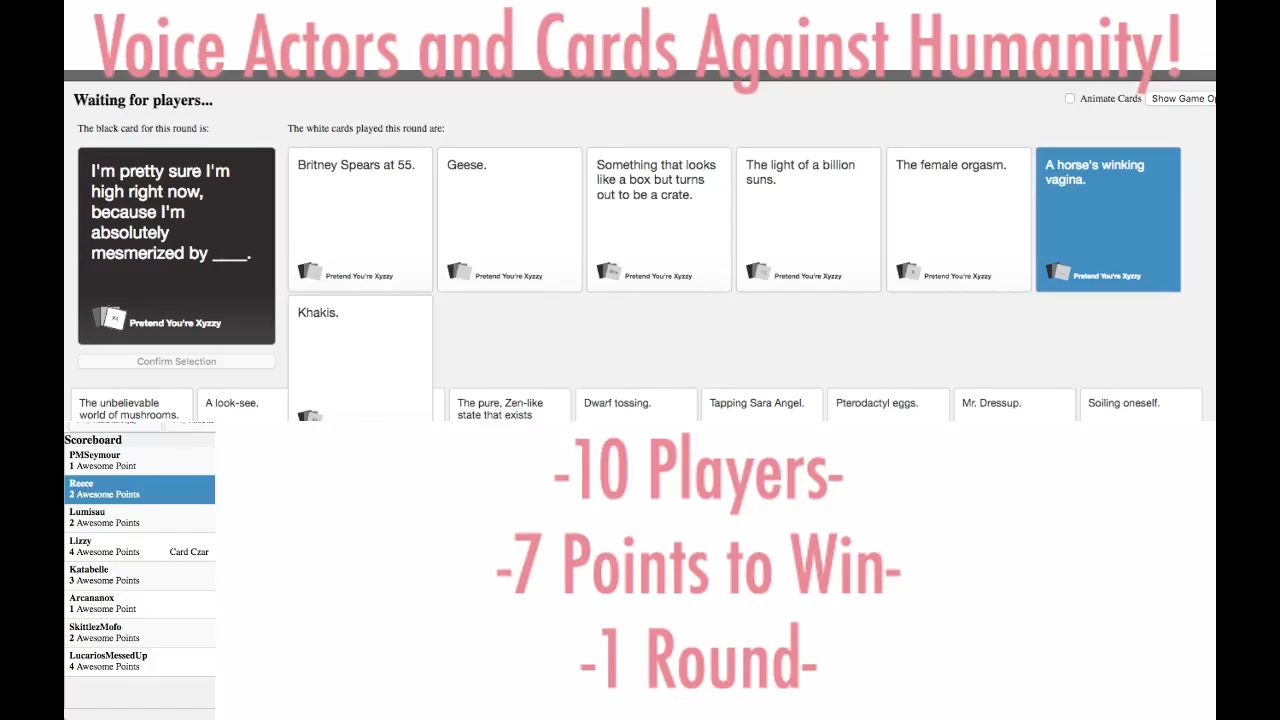 Voice Actors and Cards Against Humanity!
Waiting for players...
Animate Cards
Show Game Op
The black card for this round is:
The white cards played this round are:
I'm pretty sure I'm
high right now,
because I'm
absolutely
mesmerized by ____.
Pretend You're Xyzzy
Confirm Selection
Britney Spears at 55.
Pretend You're Xyzzy
Geese.
Pretend You're Xyzzy
Something that looks
like a box but turns
out to be a crate.
Pretend You're Xyzzy
The light of a billion
suns.
Pretend You're Xyzzy
The female orgasm.
Pretend You're Xyzzy
A horse's winking
vagina.
Pretend You're Xyzzy
Khakis.
The unbelievable
world of mushrooms.
A look-see.
The pure, Zen-like
state that exists
Dwarf tossing.
Tapping Sara Angel.
Pterodactyl eggs.
Mr. Dressup.
Soiling oneself.
Scoreboard
PMSeymour
1 Awesome Point
Reece
2 Awesome Points
Lumisau
2 Awesome Points
Lizzy
4 Awesome Points Card Czar
Katabelle
3 Awesome Points
Arcananox
1 Awesome Point
SkittlezMofo
2 Awesome Points
LucariosMessedUp
4 Awesome Points
-10 Players-
-7 Points to Win-
-1 Round-